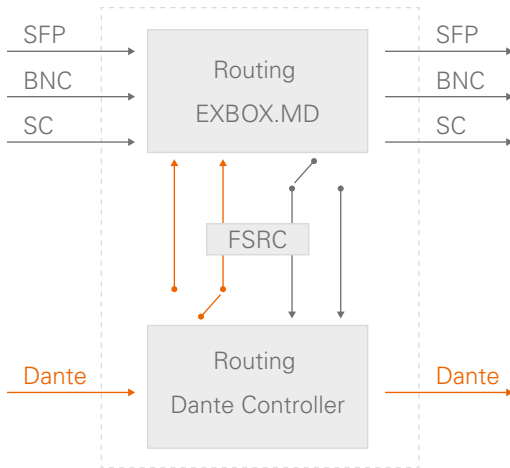 SFP
BNC
SC
Routing
EXBOX.MD
SFP
BNC
SC
FSRC
Dante
Routing
Dante Controller
Dante